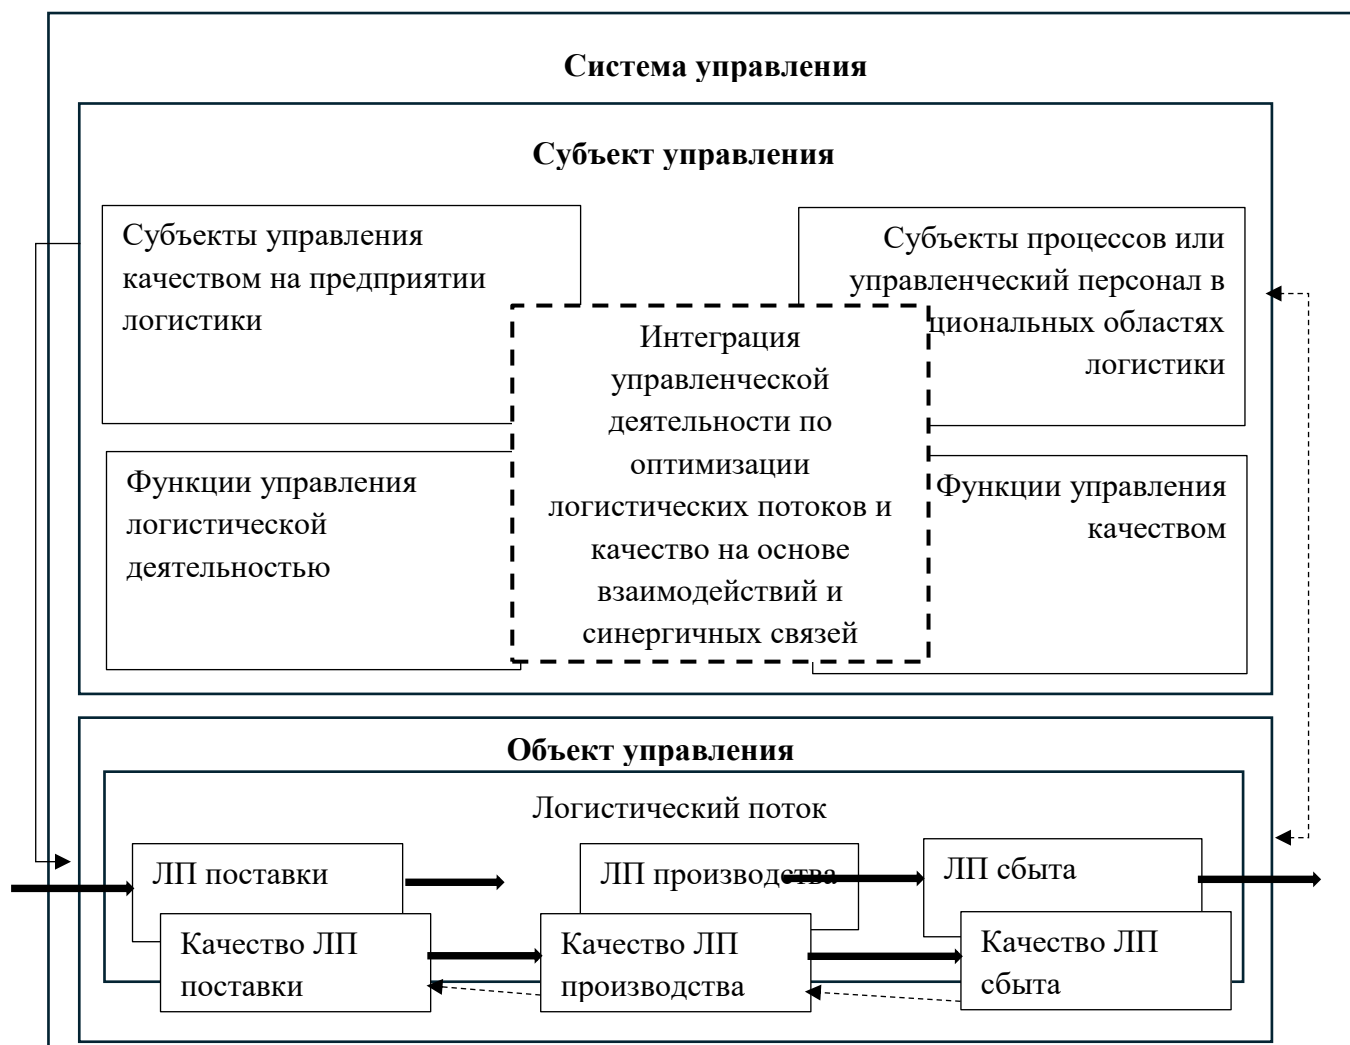 Система управления
Субъект управления
Субъекты управления
качеством на предприятии
логистики
Субъекты процессов или
управленческий персонал в
циональных областях
логистики
Интеграция
управленческой
деятельности по
оптимизации
логистических потоков и
качество на основе
взаимодействий и
синергичных связей
Функции управления
логистической
деятельностью
Функции управления
качеством
Объект управления
Логистический поток
ЛП поставки
ЛП производства
ЛП сбыта
Качество ЛП
поставки
Качество ЛП
производства
Качество ЛП
сбыта